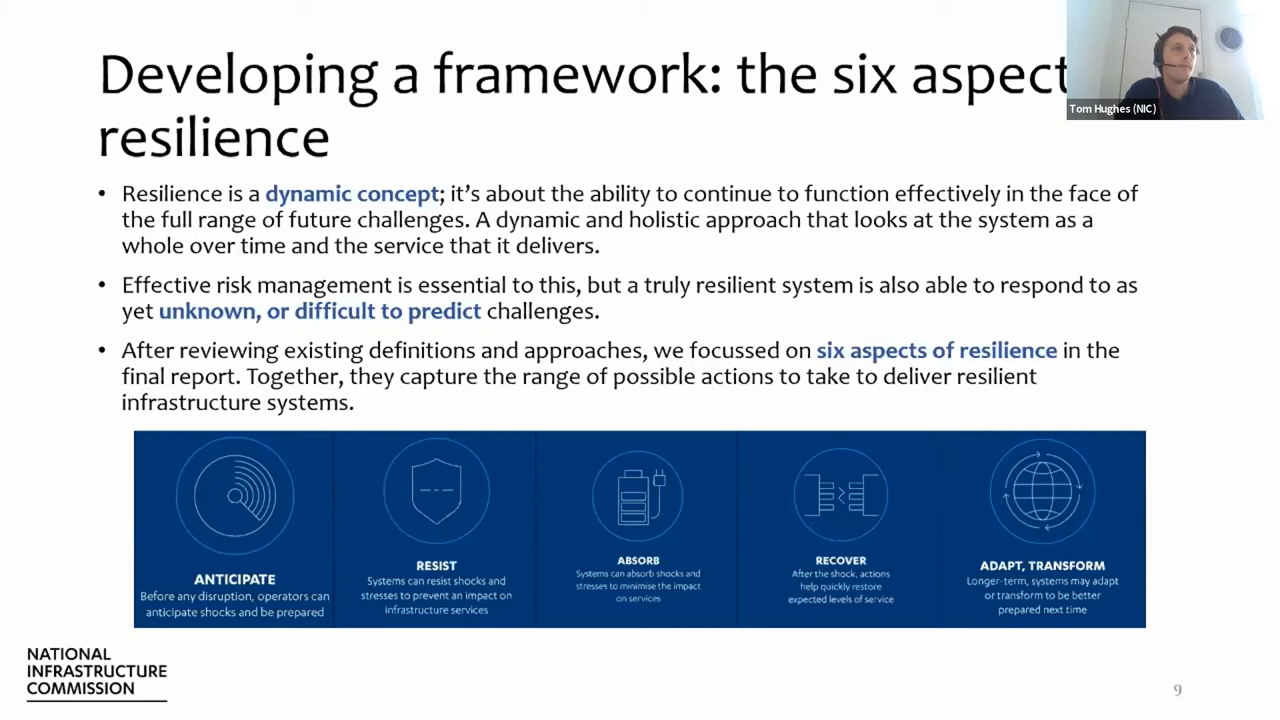 Developing a framework: the six aspect
resilience
Tom Hughes (NIC)
• Resilience is a dynamic concept; it's about the ability to continue to function effectively in the face of
the full range of future challenges. A dynamic and holistic approach that looks at the system as a
whole over time and the service that it delivers.
• Effective risk management is essential to this, but a truly resilient system is also able to respond to as
yet unknown, or difficult to predict challenges.
• After reviewing existing definitions and approaches, we focussed on six aspects of resilience in the
final report. Together, they capture the range of possible actions to take to deliver resilient
infrastructure systems.
ANTICIPATE
Before any disruption, operators can
anticipate shocks and be prepared
RESIST
Systems can resist shocks and
stresses to prevent an impact on
infrastructure services
ABSORB
Systems can absorb shocks and
stresses to minimise the impact
on services
RECOVER
After the shock, actions
help quickly restore
expected levels of service
ADAPT, TRANSFORM
Longer-term, systems may adapt
or transform to be better
prepared next time
NATIONAL
INFRASTRUCTURE
COMMISSION
9